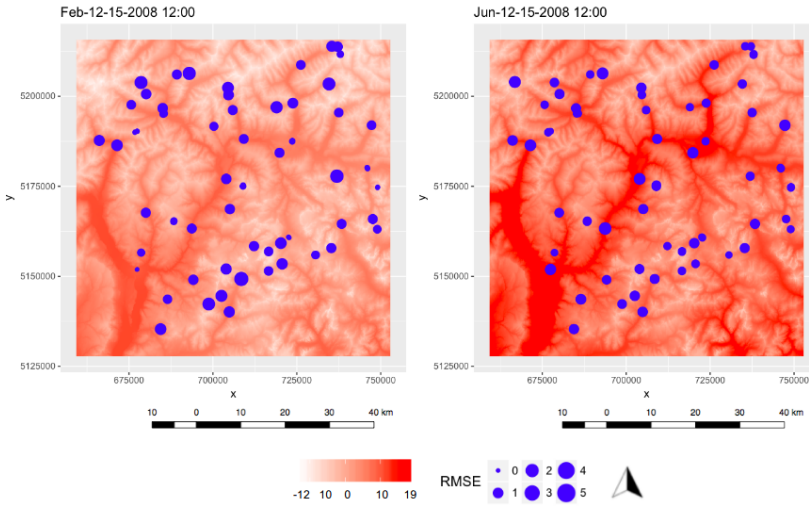 Feb-12-15-2008 12:00
Jun-12-15-2008 12:00
5200000
5175000
5150000
5125000
y
675000 700000 725000 750000
x
10 0 10 20 30 40 km
5200000
5175000
5150000
5125000
y
675000 700000 725000 750000
x
10 0 10 20 30 40 km
-12 10 0 10 19
RMSE
0 2 4
1 3 5